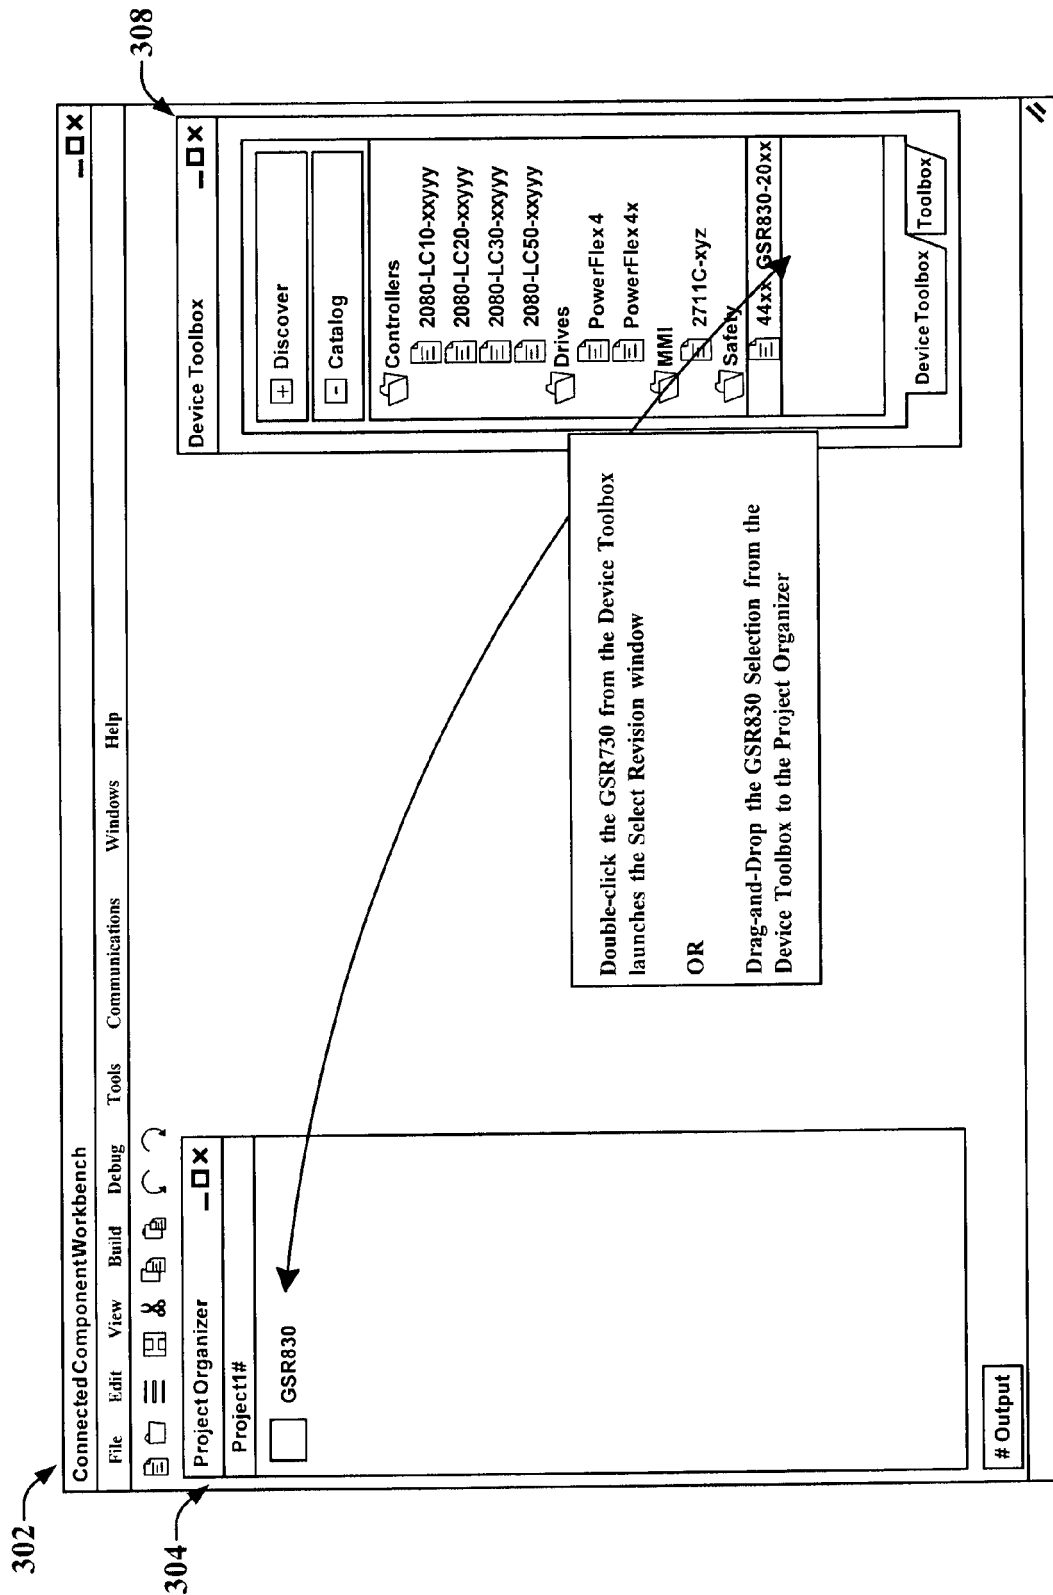 302
ConnectedComponentWorkbench
File Edit View Build Debug Tools Communications Windows Help
304
Project Organizer
Project1#
GSR830
308
Device Toolbox
+ Discover
- Catalog
Controllers
2080-LC10-xxyyy
2080-LC20-xxyyy
2080-LC30-xxyyy
2080-LC50-xxyyy
Drives
PowerFlex 4
PowerFlex 4x
MMI
2711C-xyz
Safety
44xx GSR830-20xx
Device Toolbox
Toolbox
Double-click the GSR730 from the Device Toolbox
launches the Select Revision window
OR
Drag-and-Drop the GSR830 Selection from the
Device Toolbox to the Project Organizer
# Output